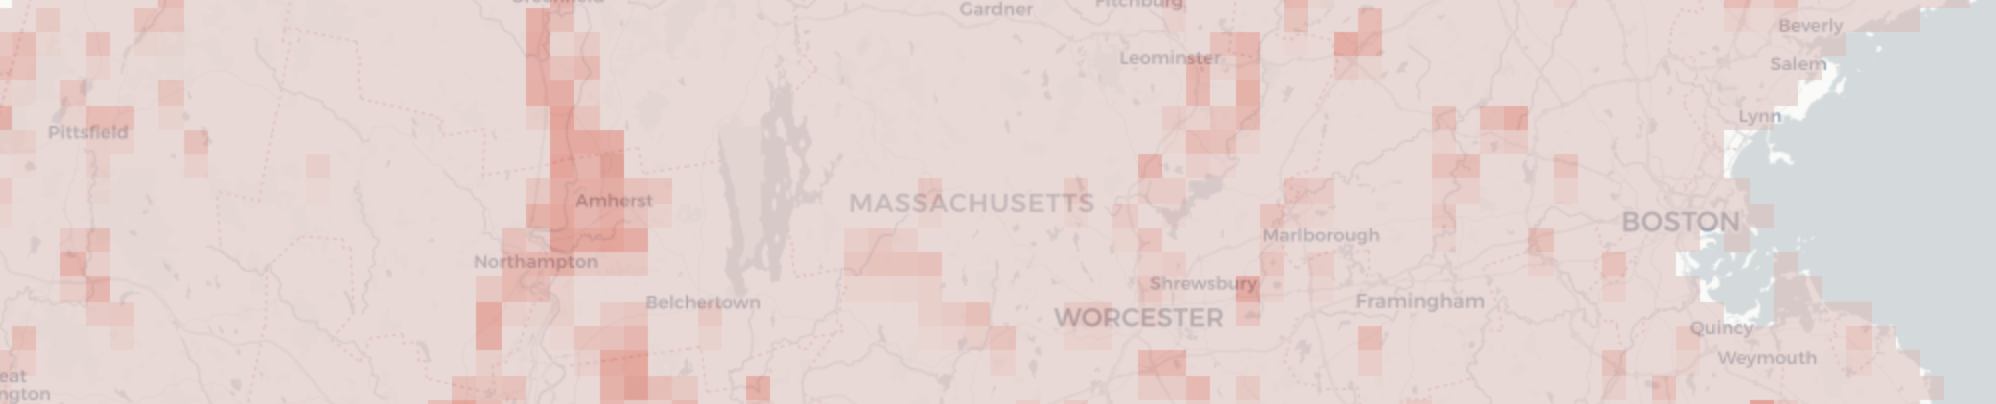 Greenfield
Gardner
Fitchburg
Beverly
Leominster
Salem
Lynn
Pittsfield
Amherst
MASSACHUSETTS
BOSTON
Marlborough
Northampton
Shrewsbury
Belchertown
Framingham
WORCESTER
Quincy
Weymouth
eat
ngton